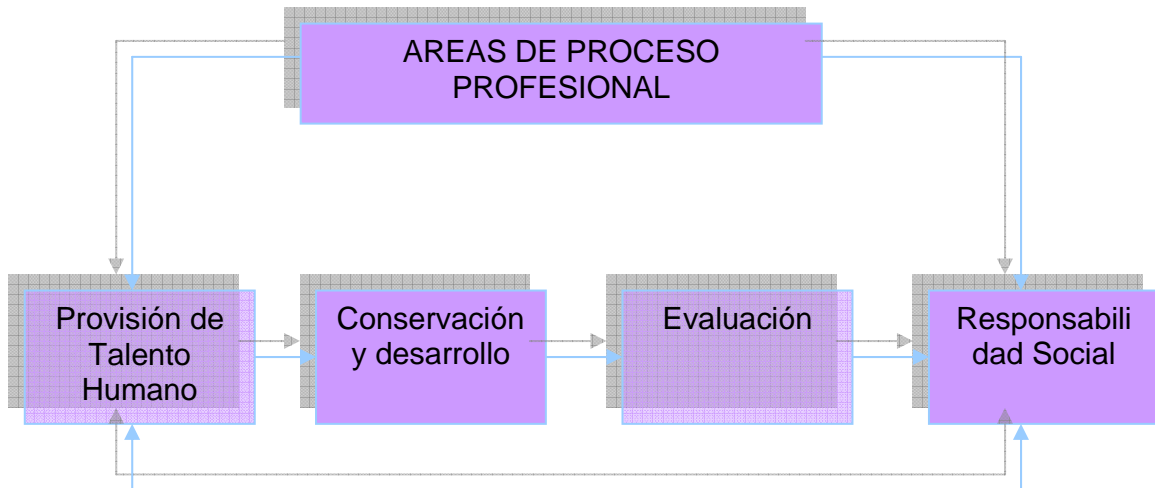 AREAS DE PROCESO
PROFESIONAL
Provisión de
Talento
Humano
Conservación
y desarrollo
Evaluación
Responsabili
dad Social